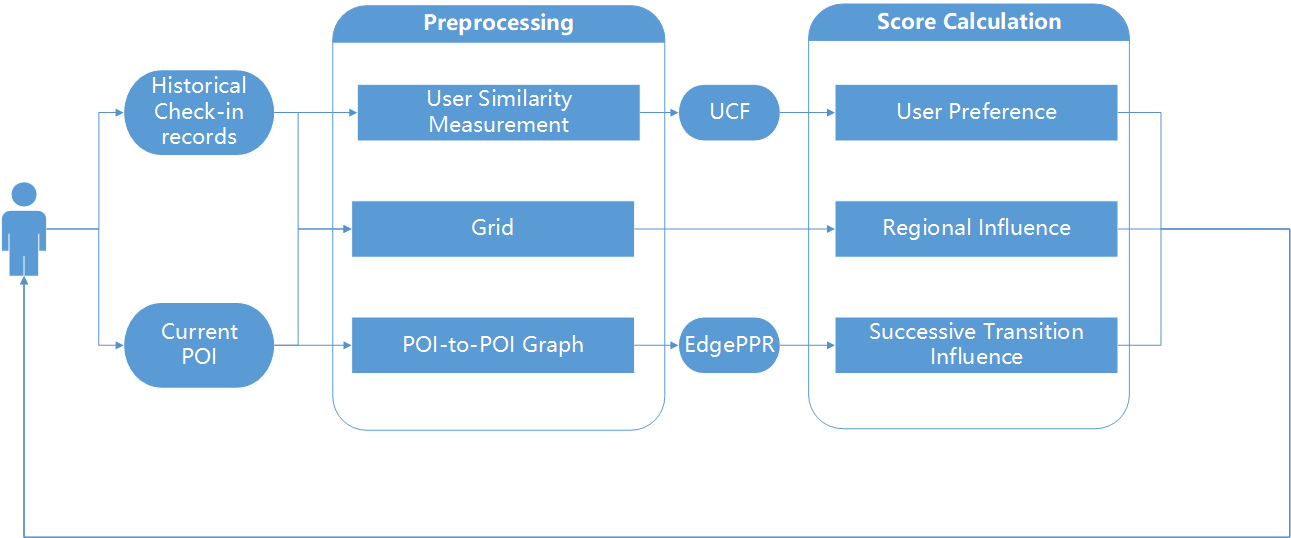 Preprocessing
Score Calculation
Historical
Check-in
records
User Similarity
Measurement
UCF
User Preference
Grid
Regional Influence
Current
POI
POI-to-POI Graph
EdgePPR
Successive Transition
Influence